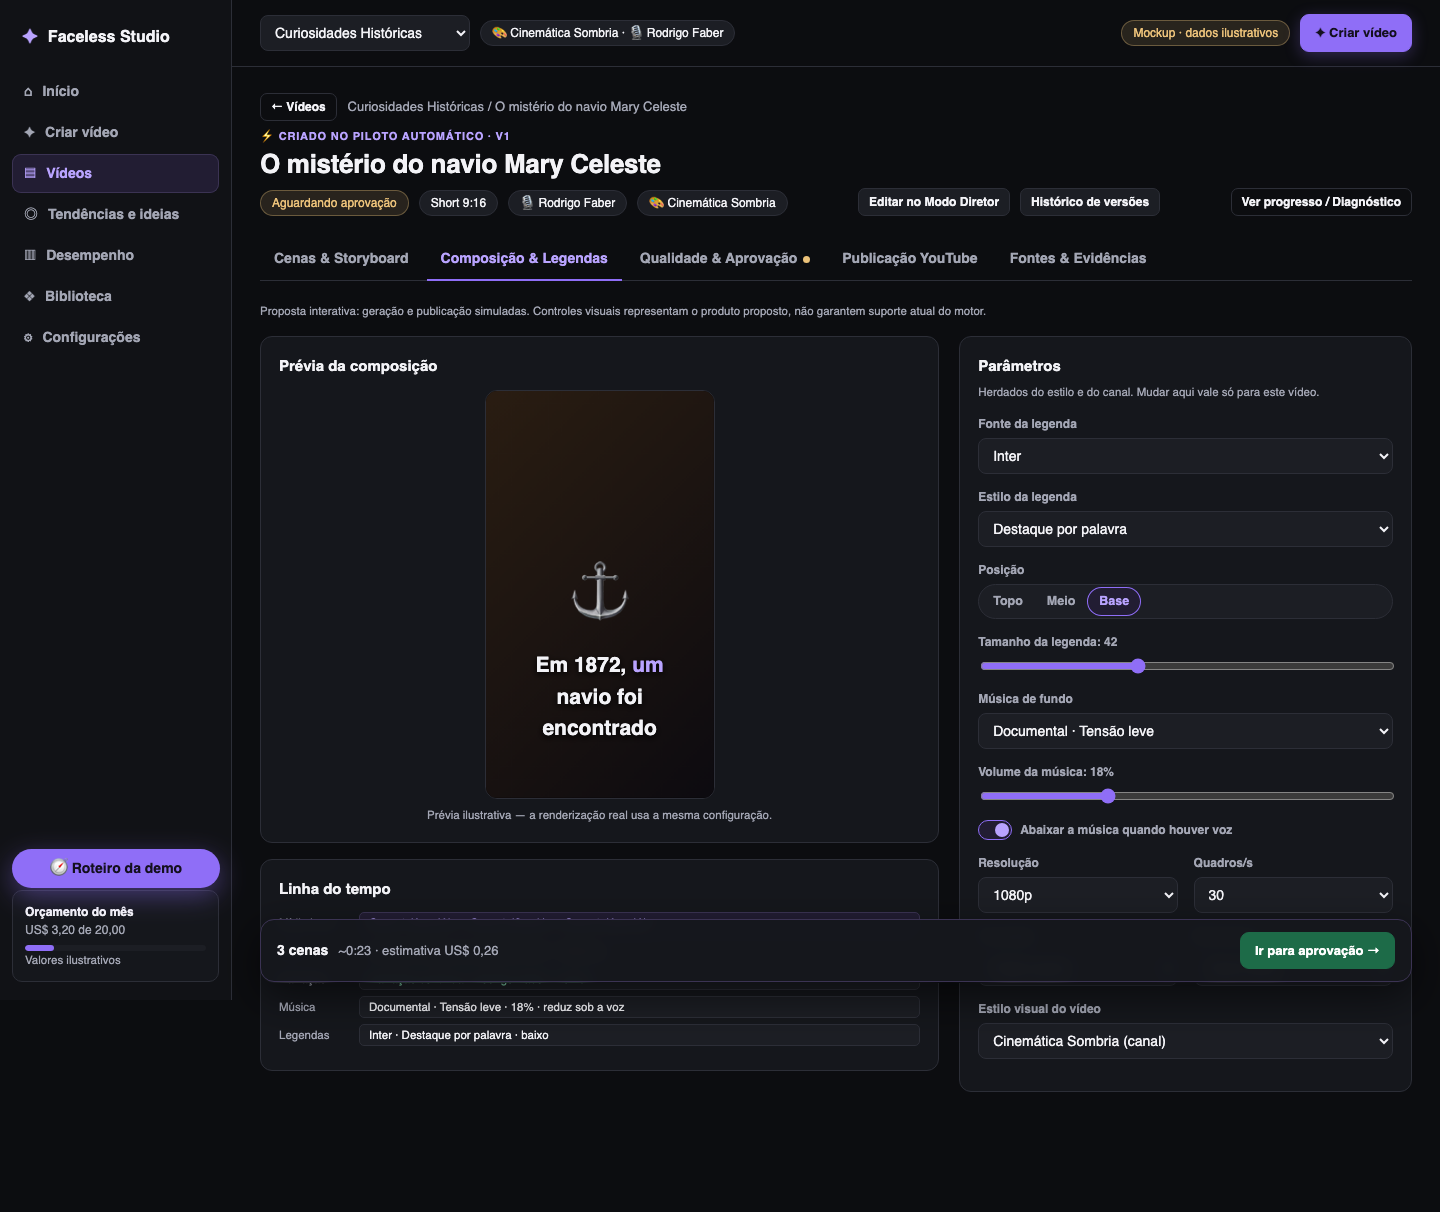 Faceless Studio
Início
Criar vídeo
Vídeos
Tendências e ideias
Desempenho
Biblioteca
Configurações
Roteiro da demo
Orçamento do mês
US$ 3,20 de 20,00
Valores ilustrativos
Curiosidades Históricas
Cinemática Sombria · Rodrigo Faber
Mockup · dados ilustrativos
✦ Criar vídeo
← Vídeos
Curiosidades Históricas / O mistério do navio Mary Celeste
⚡ CRIADO NO PILOTO AUTOMÁTICO · V1
O mistério do navio Mary Celeste
Aguardando aprovação
Short 9:16
Rodrigo Faber
Cinemática Sombria
Editar no Modo Diretor
Histórico de versões
Ver progresso / Diagnóstico
Cenas & Storyboard
Composição & Legendas
Qualidade & Aprovação
Publicação YouTube
Fontes & Evidências
Proposta interativa: geração e publicação simuladas. Controles visuais representam o produto proposto, não garantem suporte atual do motor.
Prévia da composição
Em 1872, um
navio foi
encontrado
Prévia ilustrativa — a renderização real usa a mesma configuração.
Linha do tempo
3 cenas ~0:23 · estimativa US$ 0,26
Ir para aprovação →
Música
Documental · Tensão leve · 18% · reduz sob a voz
Legendas
Inter · Destaque por palavra · baixo
Parâmetros
Herdados do estilo e do canal. Mudar aqui vale só para este vídeo.
Fonte da legenda
Inter
Estilo da legenda
Destaque por palavra
Posição
Topo
Meio
Base
Tamanho da legenda: 42
Música de fundo
Documental · Tensão leve
Volume da música: 18%
Abaixar a música quando houver voz
Resolução
Quadros/s
1080p
30
Estilo visual do vídeo
Cinemática Sombria (canal)